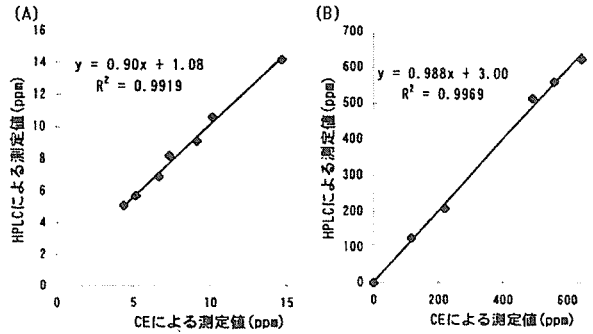 (A)
16
14
12
10
8
6
4
2
0
0 5 10 15
y = 0.90x + 1.08
R² = 0.9919
HPLCによる測定値(ppm)
CEによる測定値(ppm)
(B)
700
600
500
400
300
200
100
0
0 200 400 600
y = 0.988x + 3.00
R² = 0.9969
HPLCによる測定値(ppm)
CEによる測定値(ppm)